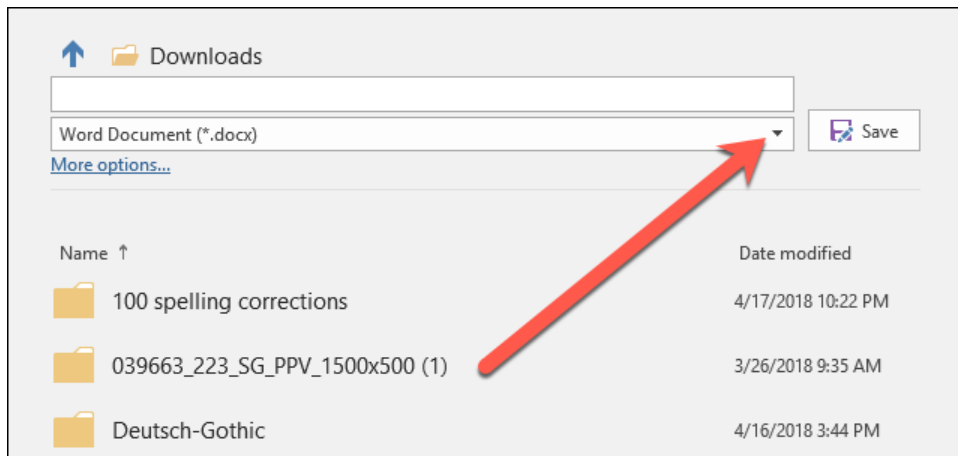 Downloads
Word Document (*.docx)
Save
More options...
Name ↑ Date modified
100 spelling corrections 4/17/2018 10:22 PM
039663_223_SG_PPV_1500x500 (1) 3/26/2018 9:35 AM
Deutsch-Gothic 4/16/2018 3:44 PM